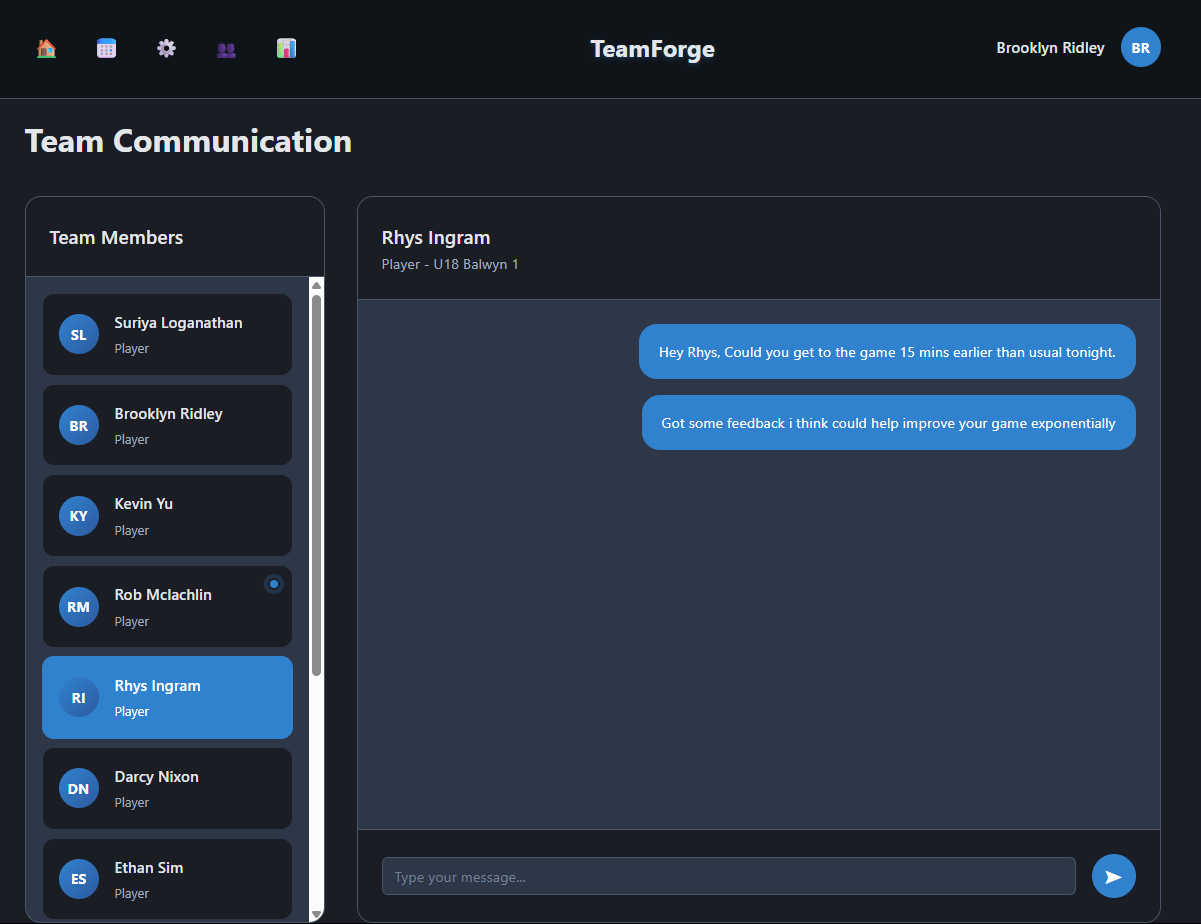 TeamForge
Brooklyn Ridley
BR
Team Communication
Team Members
SL
Suriya Loganathan
Player
BR
Brooklyn Ridley
Player
KY
Kevin Yu
Player
RM
Rob Mclachlin
Player
RI
Rhys Ingram
Player
DN
Darcy Nixon
Player
ES
Ethan Sim
Player
Rhys Ingram
Player - U18 Balwyn 1
Hey Rhys, Could you get to the game 15 mins earlier than usual tonight.
Got some feedback i think could help improve your game exponentially
Type your message...